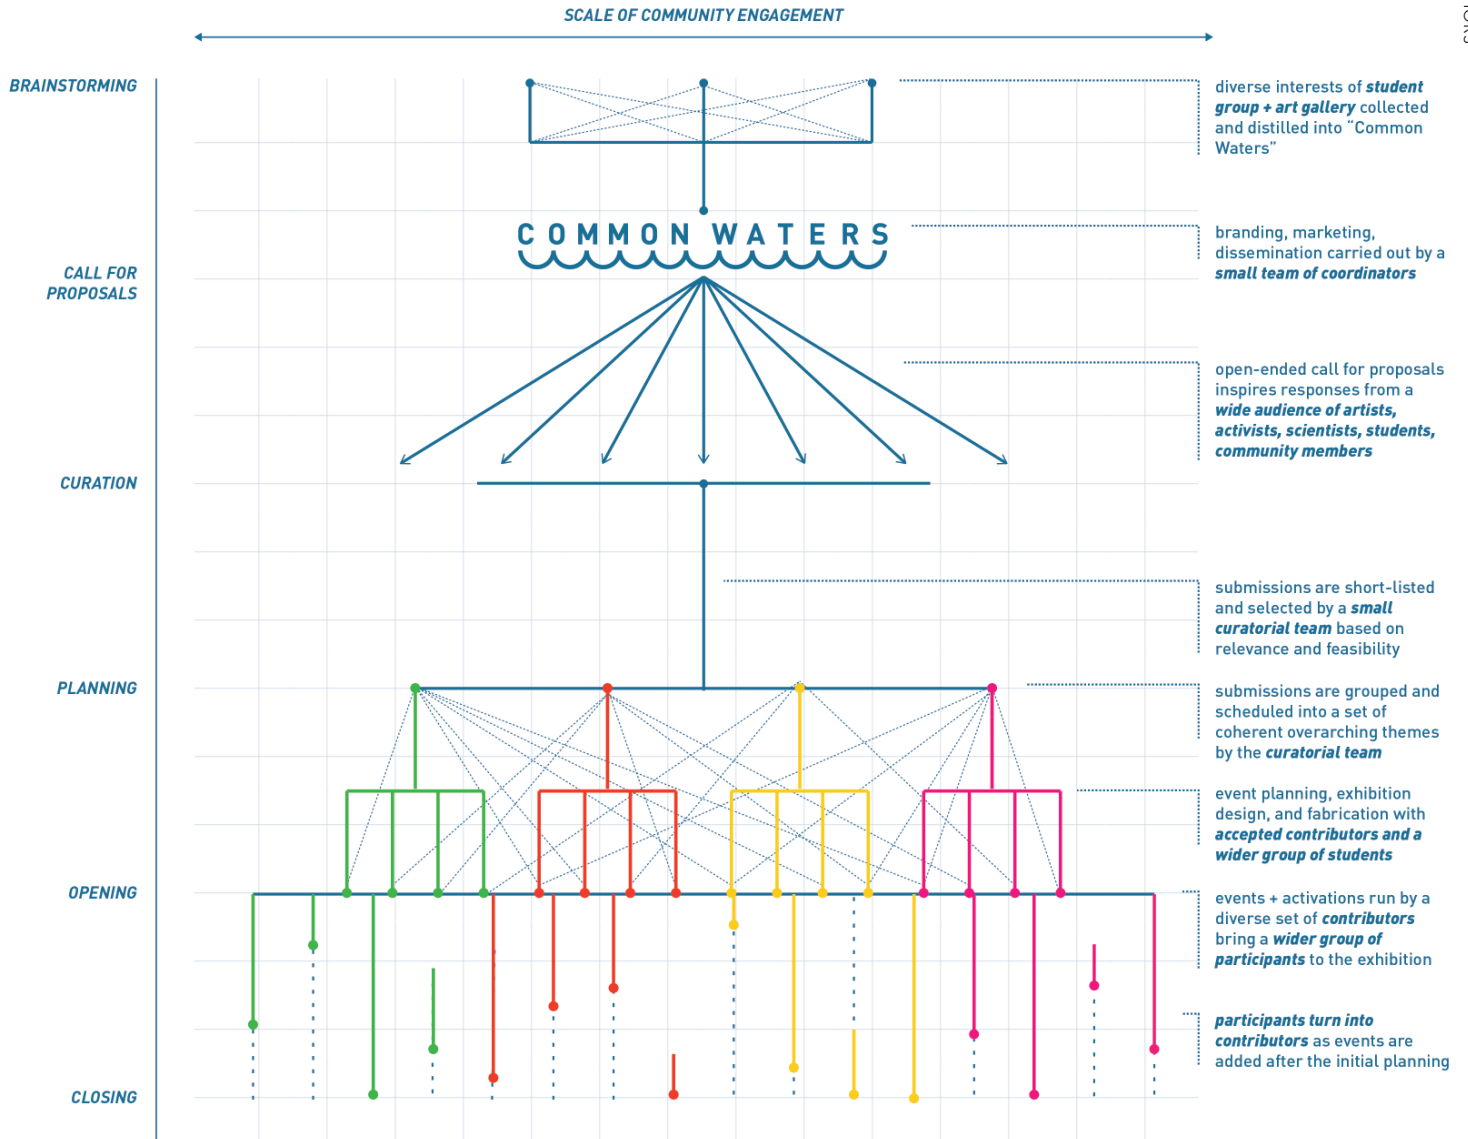 SCALE OF COMMUNITY ENGAGEMENT
BRAINSTORMING
diverse interests of student
group + art gallery collected
and distilled into “Common
Waters”
COMMON WATERS
branding, marketing,
dissemination carried out by a
small team of coordinators
CALL FOR
PROPOSALS
open-ended call for proposals
inspires responses from a
wide audience of artists,
activists, scientists, students,
community members
CURATION
submissions are short-listed
and selected by a small
curatorial team based on
relevance and feasibility
PLANNING
submissions are grouped and
scheduled into a set of
coherent overarching themes
by the curatorial team
event planning, exhibition
design, and fabrication with
accepted contributors and a
wider group of students
OPENING
events + activations run by a
diverse set of contributors
bring a wider group of
participants to the exhibition
participants turn into
contributors as events are
added after the initial planning
CLOSING